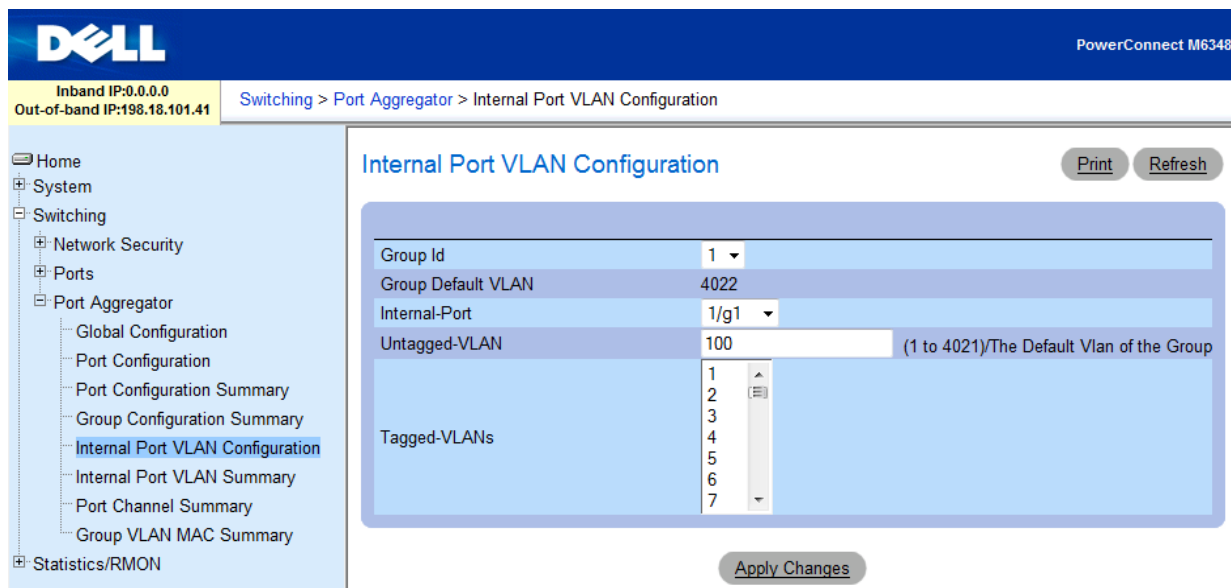 DELL
PowerConnect M6348
Inband IP:0.0.0.0
Out-of-band IP:198.18.101.41
Switching > Port Aggregator > Internal Port VLAN Configuration
Home
System
Switching
Network Security
Ports
Port Aggregator
Global Configuration
Port Configuration
Port Configuration Summary
Group Configuration Summary
Internal Port VLAN Configuration
Internal Port VLAN Summary
Port Channel Summary
Group VLAN MAC Summary
Statistics/RMON
Internal Port VLAN Configuration
Print Refresh
Group Id 1
Group Default VLAN 4022
Internal-Port 1/g1
Untagged-VLAN 100 (1 to 4021)/The Default Vlan of the Group
Tagged-VLANs
1
2
3
4
5
6
7
Apply Changes